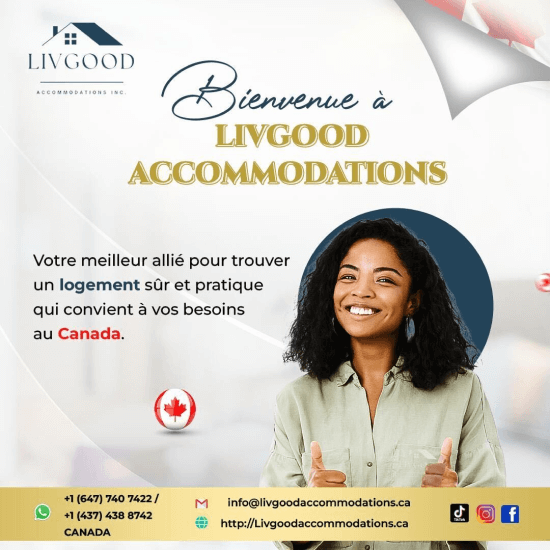 LIVGOOD
ACCOMMODATIONS INC.
Bienvenue à
LIVGOOD
ACCOMMODATIONS
Votre meilleur allié pour trouver
un logement sûr et pratique
qui convient à vos besoins
au Canada.
+1 (647) 740 7422 /
+1 (437) 438 8742
CANADA
info@livgoodaccommodations.ca
http://Livgoodaccommodations.ca
TikTok